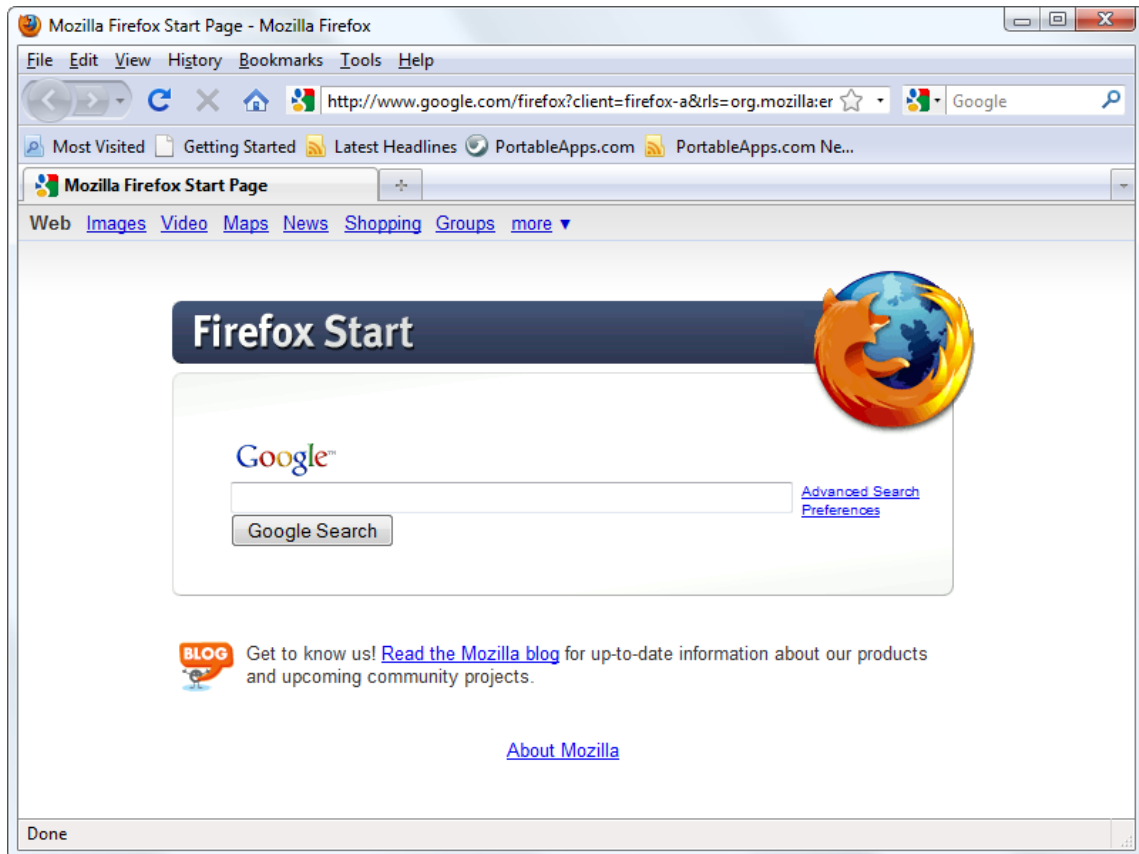 Mozilla Firefox Start Page - Mozilla Firefox
File Edit View History Bookmarks Tools Help
http://www.google.com/firefox?client=firefox-a&rls=org.mozilla:er Google
Most Visited Getting Started Latest Headlines PortableApps.com PortableApps.com Ne...
Mozilla Firefox Start Page
Web Images Video Maps News Shopping Groups more ▼
Firefox Start
Google™
Advanced Search
Preferences
Google Search
BLOG Get to know us! Read the Mozilla blog for up-to-date information about our products
and upcoming community projects.
About Mozilla
Done